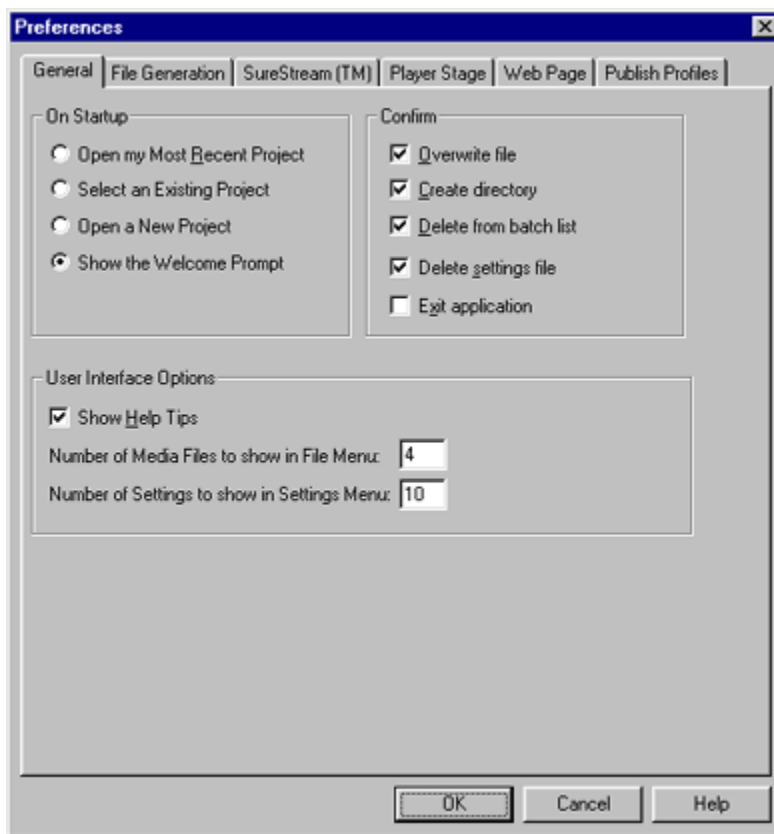 Preferences
General File Generation SureStream (TM) Player Stage Web Page Publish Profiles
On Startup
Open my Most Recent Project
Select an Existing Project
Open a New Project
Show the Welcome Prompt
Confirm
Overwrite file
Create directory
Delete from batch list
Delete settings file
Exit application
User Interface Options
Show Help Tips
Number of Media Files to show in File Menu: 4
Number of Settings to show in Settings Menu: 10
OK Cancel Help